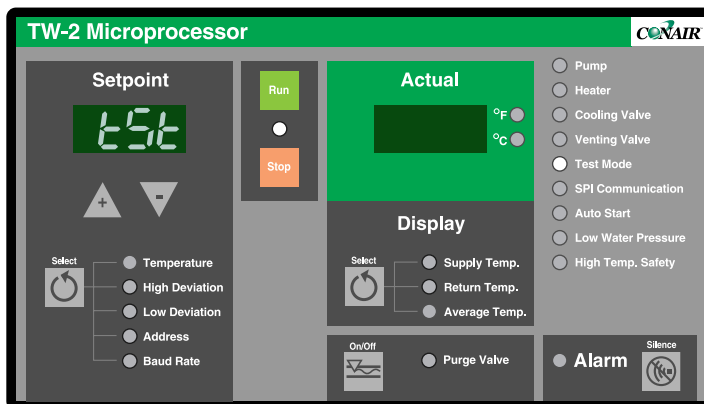 TW-2 Microprocessor
CONAIR
Setpoint
tSt
+
-
Select
Temperature
High Deviation
Low Deviation
Address
Baud Rate
Run
Stop
Actual
°F
°C
Display
Select
Supply Temp.
Return Temp.
Average Temp.
On/Off
Purge Valve
Pump
Heater
Cooling Valve
Venting Valve
Test Mode
SPI Communication
Auto Start
Low Water Pressure
High Temp. Safety
Alarm
Silence